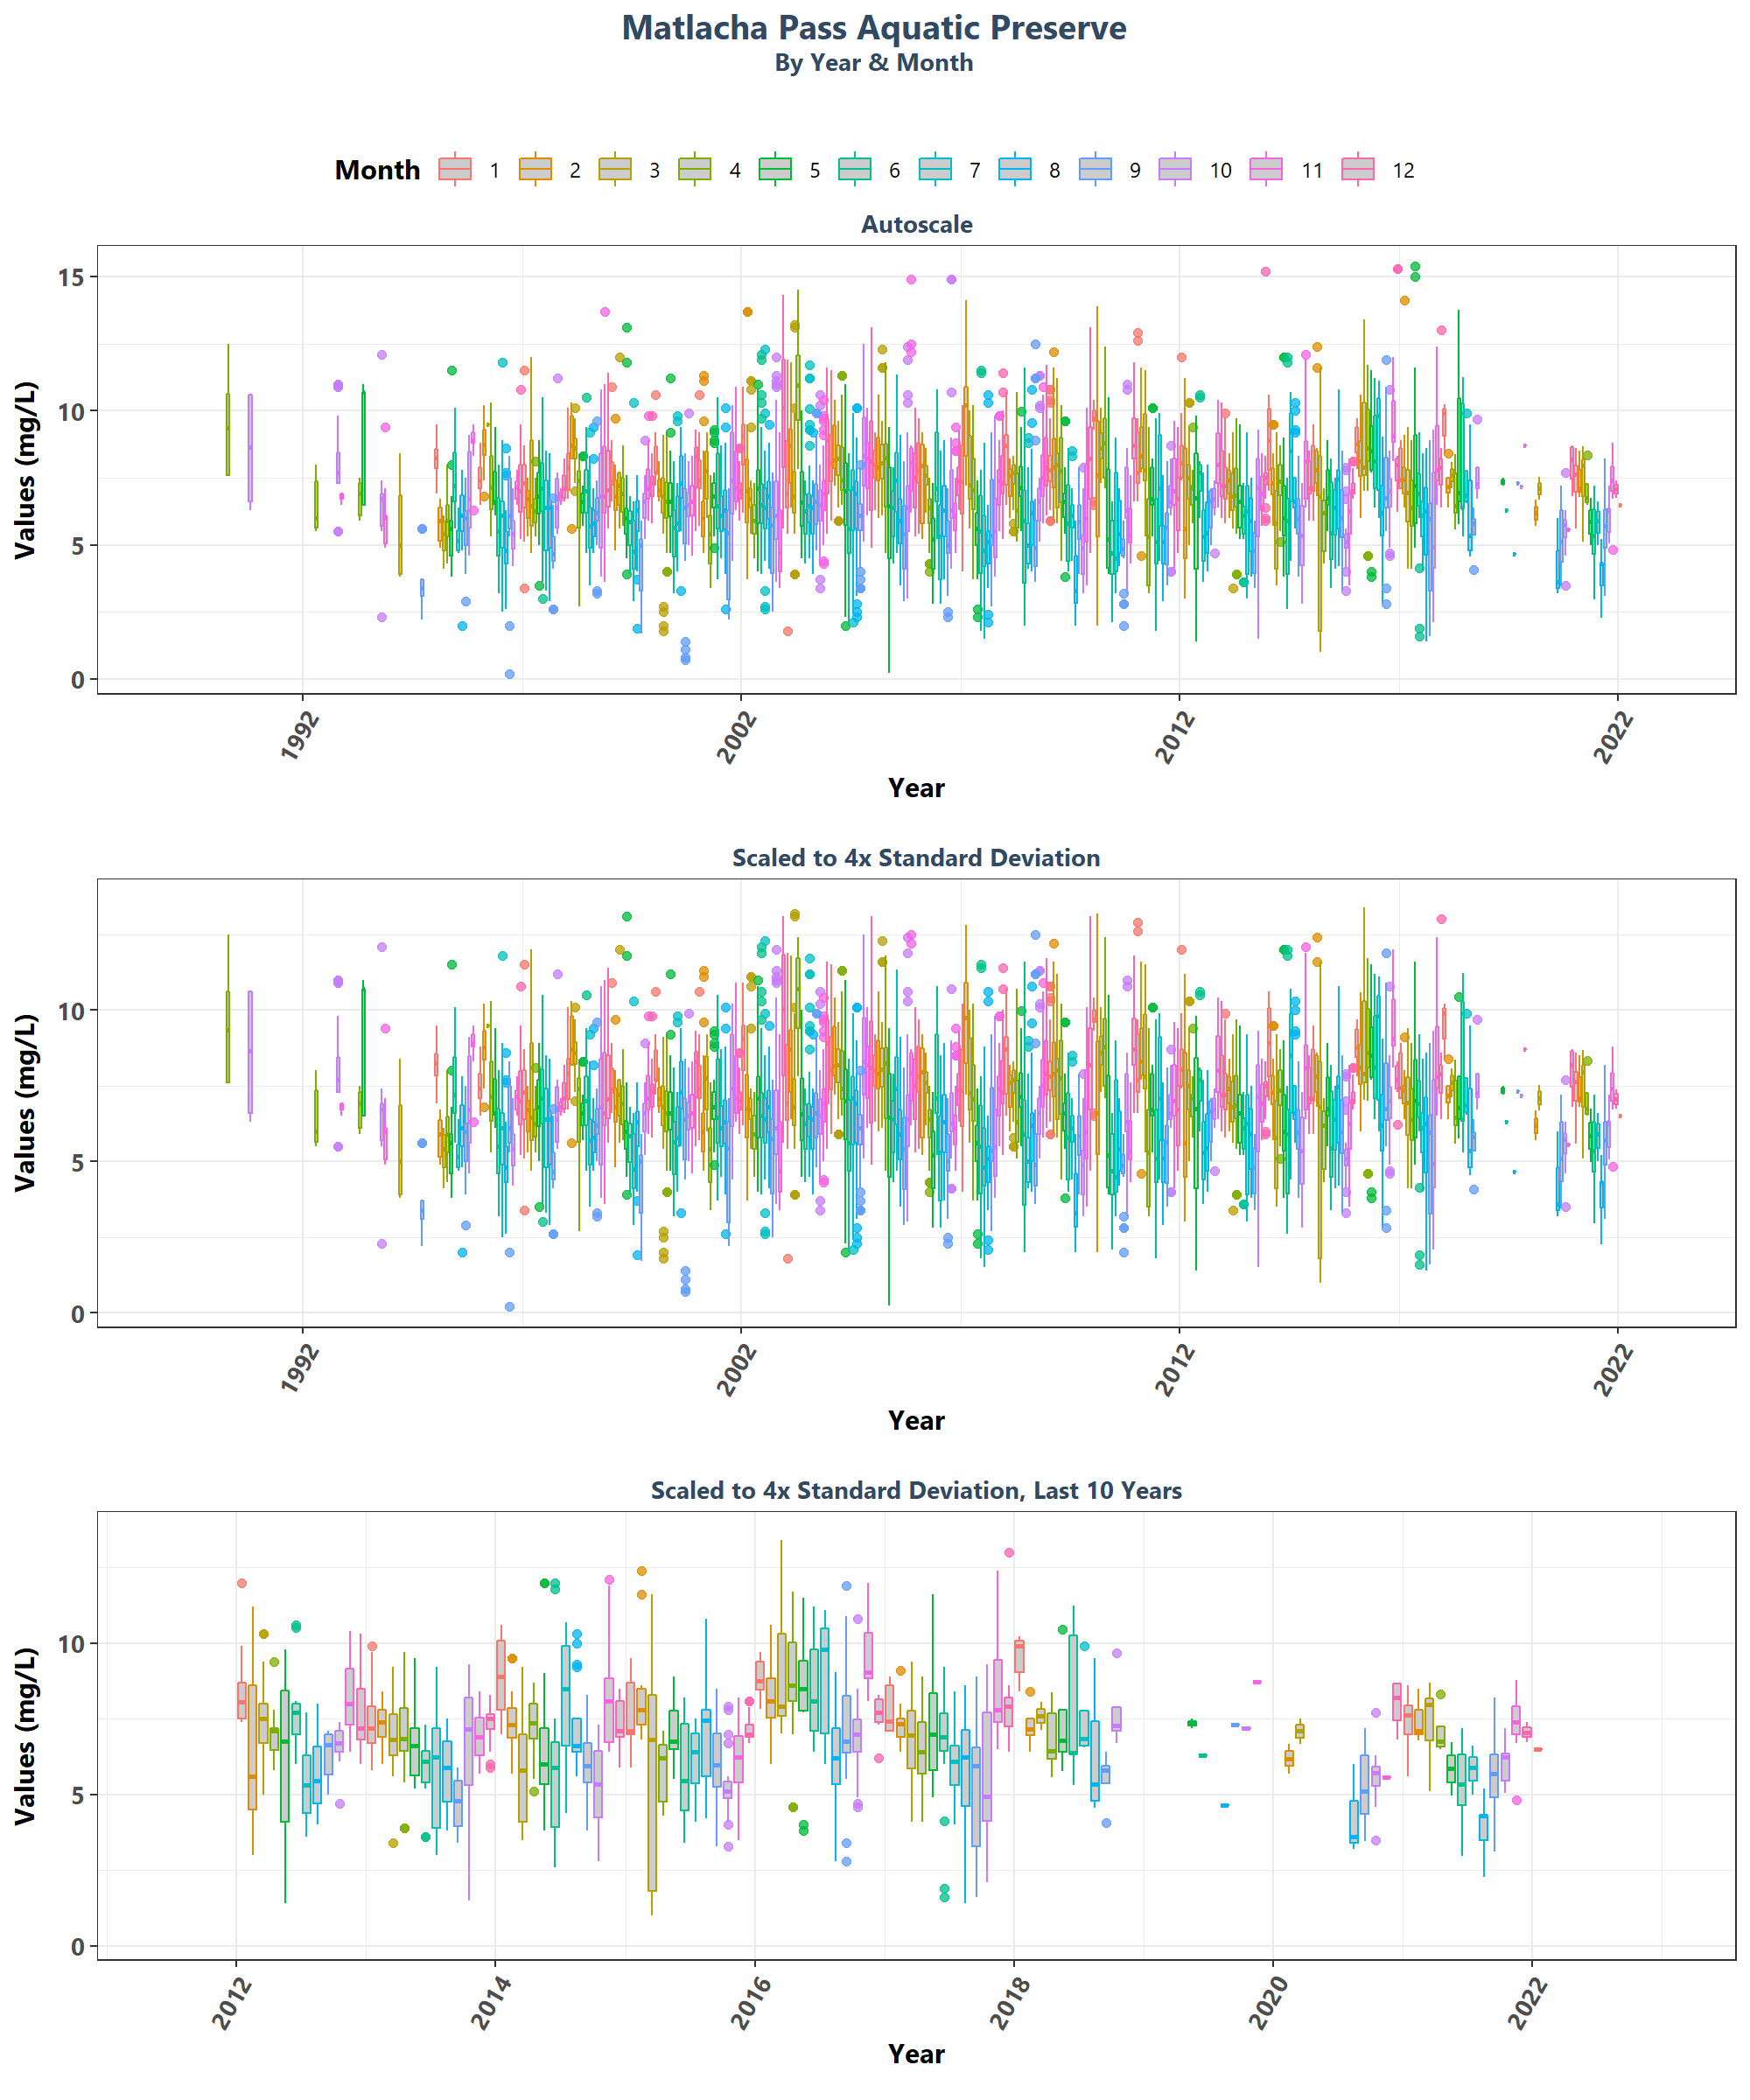 Matlacha Pass Aquatic Preserve
By Year & Month
Month 1 2 3 4 5 6 7 8 9 10 11 12
Autoscale
Values (mg/L)
15
10
5
0
1992 2002 2012 2022
Year
Scaled to 4x Standard Deviation
Values (mg/L)
10
5
0
1992 2002 2012 2022
Year
Scaled to 4x Standard Deviation, Last 10 Years
Values (mg/L)
10
5
0
2012 2014 2016 2018 2020 2022
Year